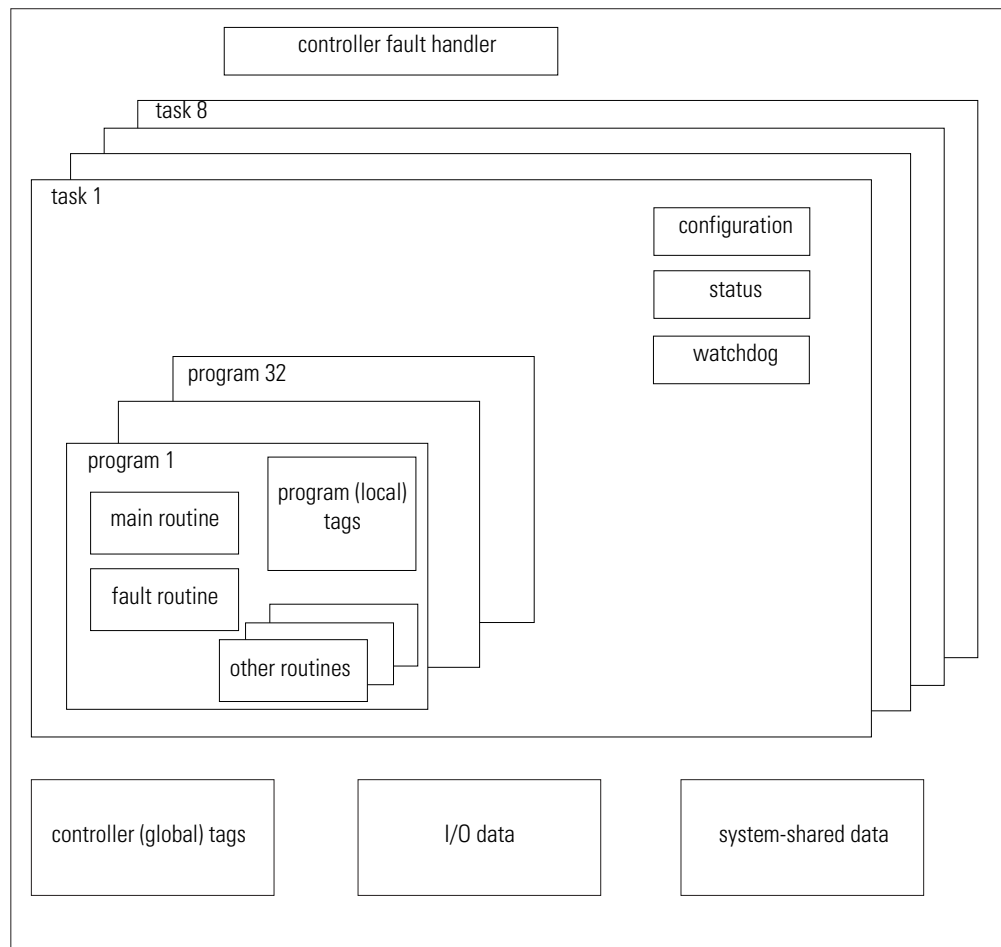 controller fault handler
task 8
task 1
configuration
status
watchdog
program 32
program 1
program (local)
tags
main routine
fault routine
other routines
controller (global) tags
I/O data
system-shared data